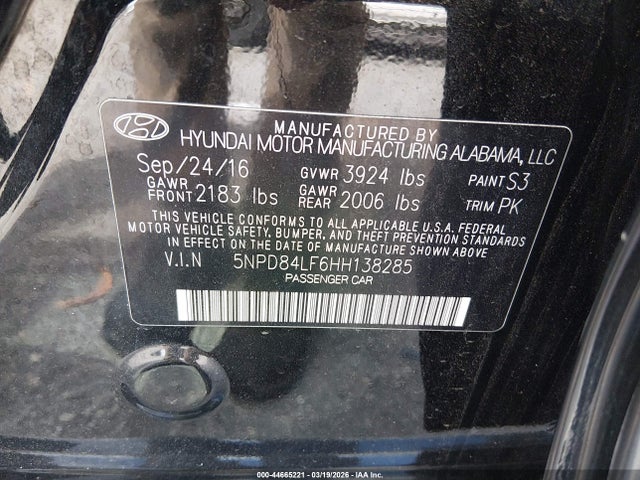 MANUFACTURED BY
HYUNDAI MOTOR MANUFACTURING ALABAMA, LLC
Sep/24/16 GVWR 3924 lbs PAINT S3
GAWR FRONT 2183 lbs GAWR REAR 2006 lbs TRIM PK
THIS VEHICLE CONFORMS TO ALL APPLICABLE U.S.A. FEDERAL
MOTOR VEHICLE SAFETY, BUMPER, AND THEFT PREVENTION STANDARDS
IN EFFECT ON THE DATE OF MANUFACTURE SHOWN ABOVE
V.I.N 5NPD84LF6HH138285
PASSENGER CAR
000-44665221 - 03/19/2026 - IAA Inc.